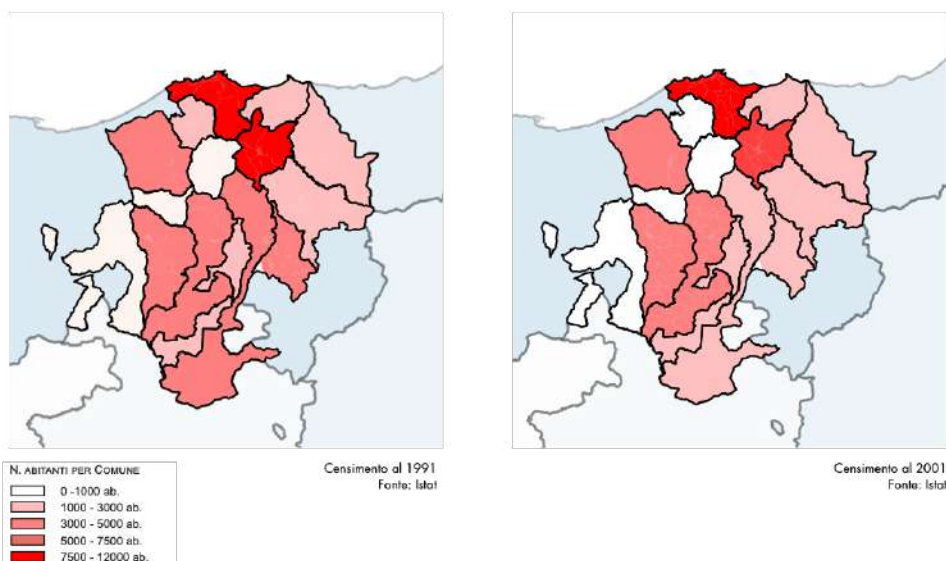 Censimento al 1991
Fonte: Istat
Censimento al 2001
Fonte: Istat
N. ABITANTI PER COMUNE
0 -1000 ab.
1000 - 3000 ab.
3000 - 5000 ab.
5000 - 7500 ab.
7500 - 12000 ab.